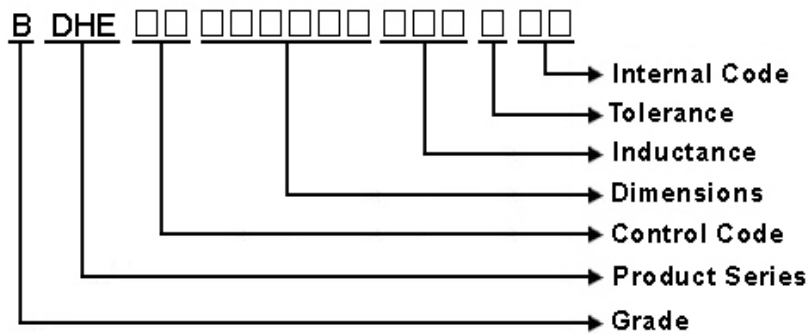 B DHE □□ □□□□□□ □□□ □ □□
Internal Code
Tolerance
Inductance
Dimensions
Control Code
Product Series
Grade